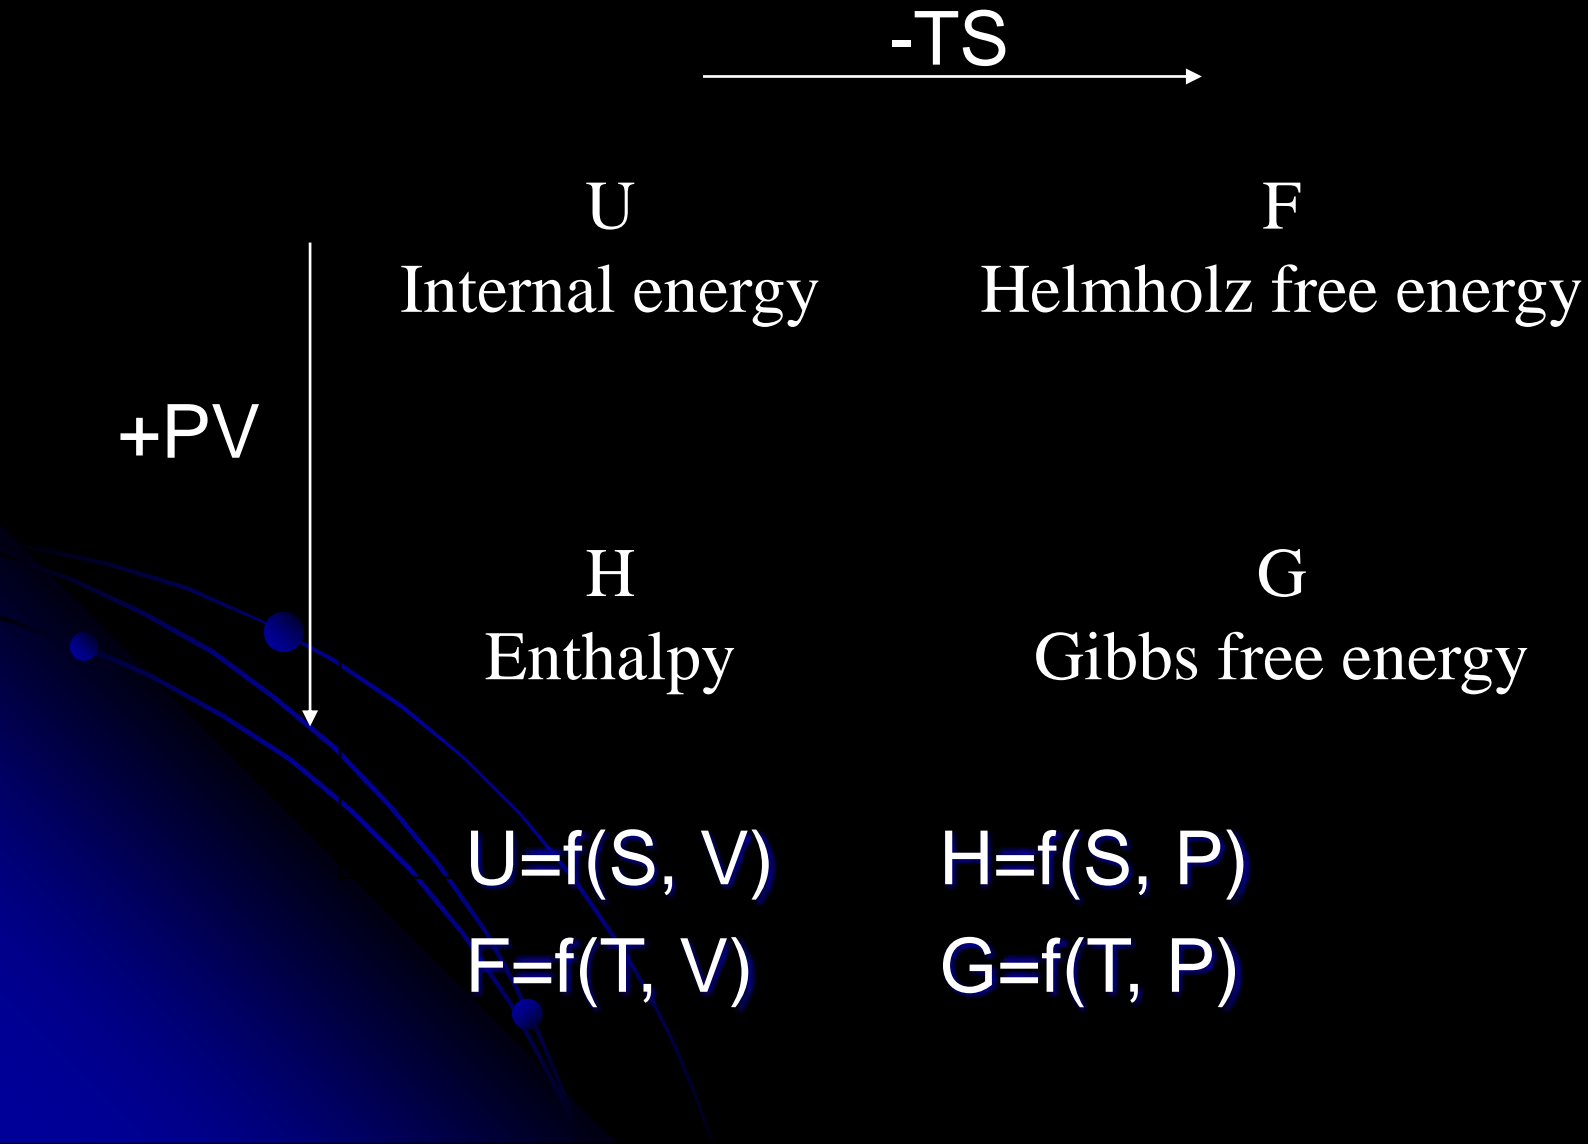 -TS
U
Internal energy
F
Helmholz free energy
+PV
H
Enthalpy
G
Gibbs free energy
U=f(S, V)
H=f(S, P)
F=f(T, V)
G=f(T, P)